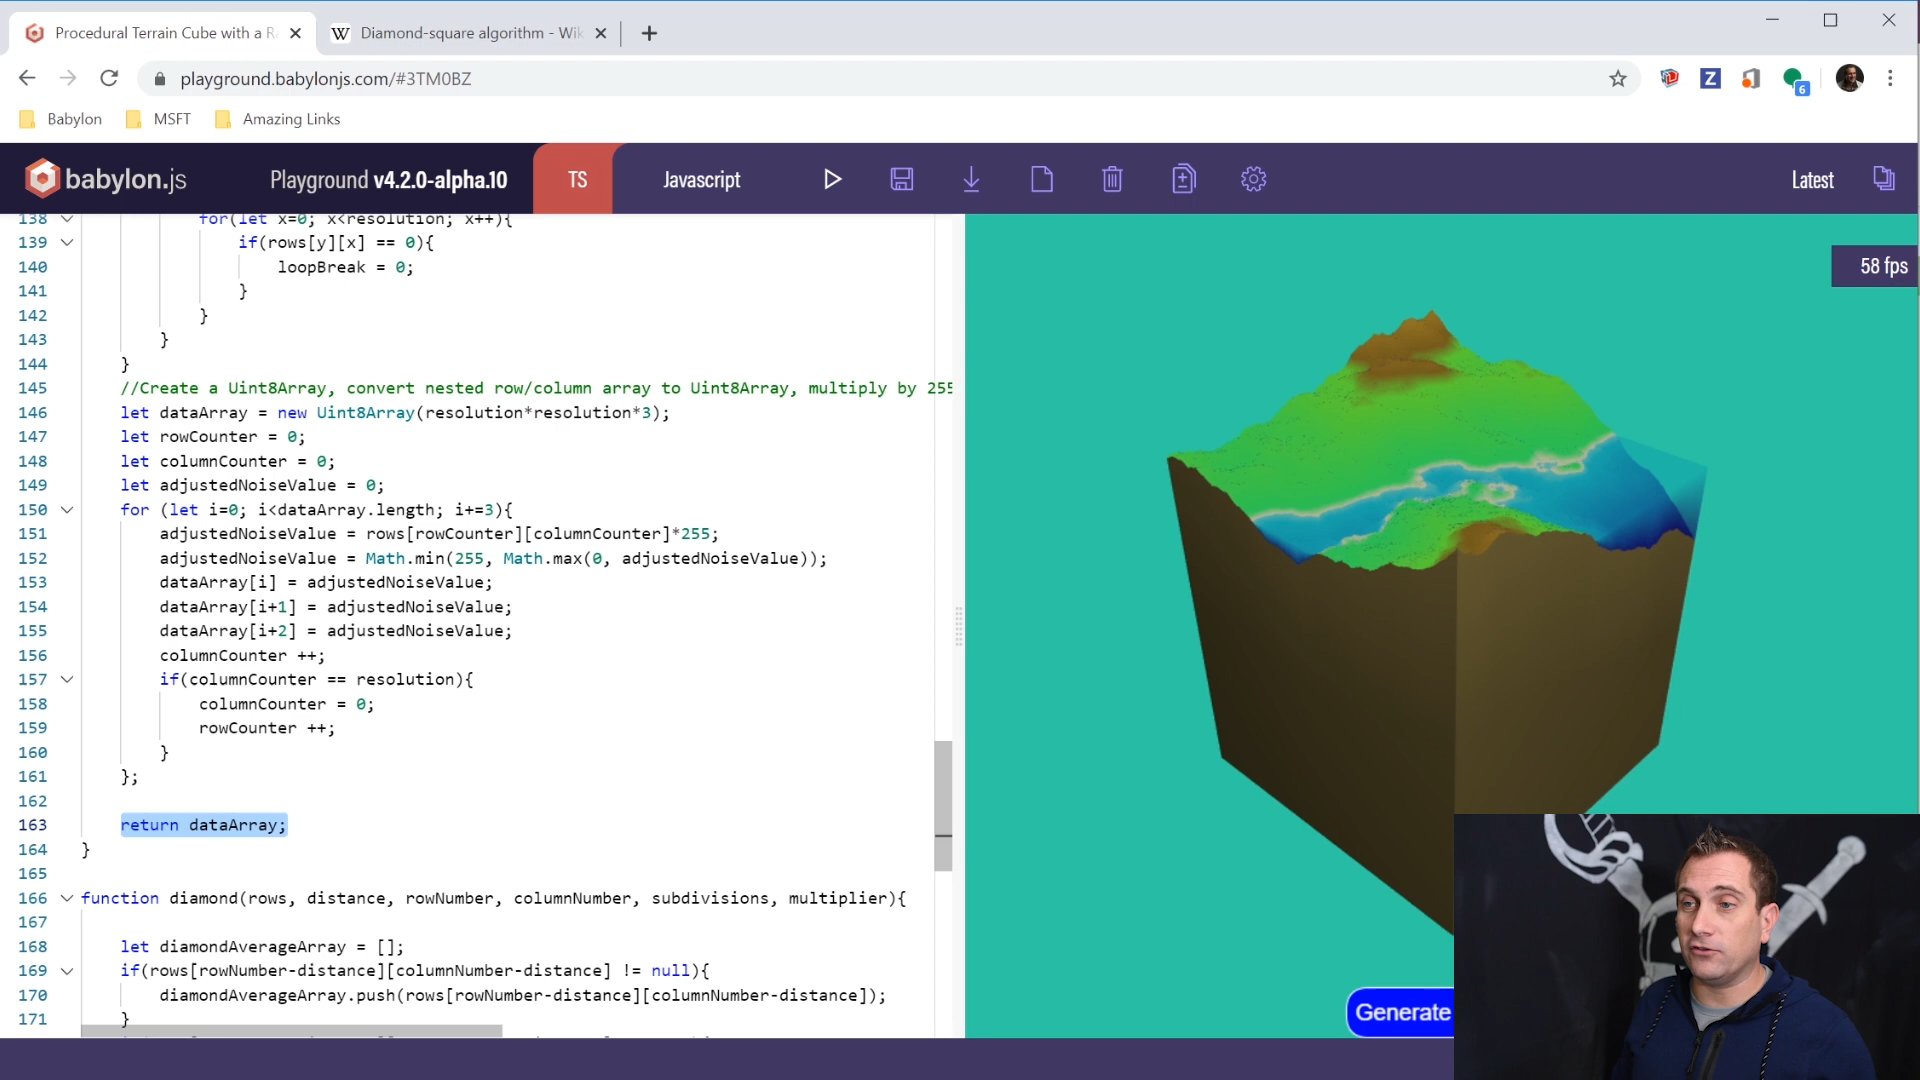 Procedural Terrain Cube with a R
Diamond-square algorithm - Wik
playground.babylonjs.com/#3TM0BZ
Z
6
Babylon
MSFT
Amazing Links
babylon.js
Playground v4.2.0-alpha.10
TS
Javascript
Latest
58 fps
138 for(let x=0; x<resolution; x++){
139 if(rows[y][x] == 0){
140 loopBreak = 0;
141 }
142 }
143 }
144 }
145 //Create a Uint8Array, convert nested row/column array to Uint8Array, multiply by 255
146 let dataArray = new Uint8Array(resolution*resolution*3);
147 let rowCounter = 0;
148 let columnCounter = 0;
149 let adjustedNoiseValue = 0;
150 for (let i=0; i<dataArray.length; i+=3){
151 adjustedNoiseValue = rows[rowCounter][columnCounter]*255;
152 adjustedNoiseValue = Math.min(255, Math.max(0, adjustedNoiseValue));
153 dataArray[i] = adjustedNoiseValue;
154 dataArray[i+1] = adjustedNoiseValue;
155 dataArray[i+2] = adjustedNoiseValue;
156 columnCounter ++;
157 if(columnCounter == resolution){
158 columnCounter = 0;
159 rowCounter ++;
160 }
161 };
162
163 return dataArray;
164 }
165
166 function diamond(rows, distance, rowNumber, columnNumber, subdivisions, multiplier){
167
168 let diamondAverageArray = [];
169 if(rows[rowNumber-distance][columnNumber-distance] != null){
170 diamondAverageArray.push(rows[rowNumber-distance][columnNumber-distance]);
171 }
Generate